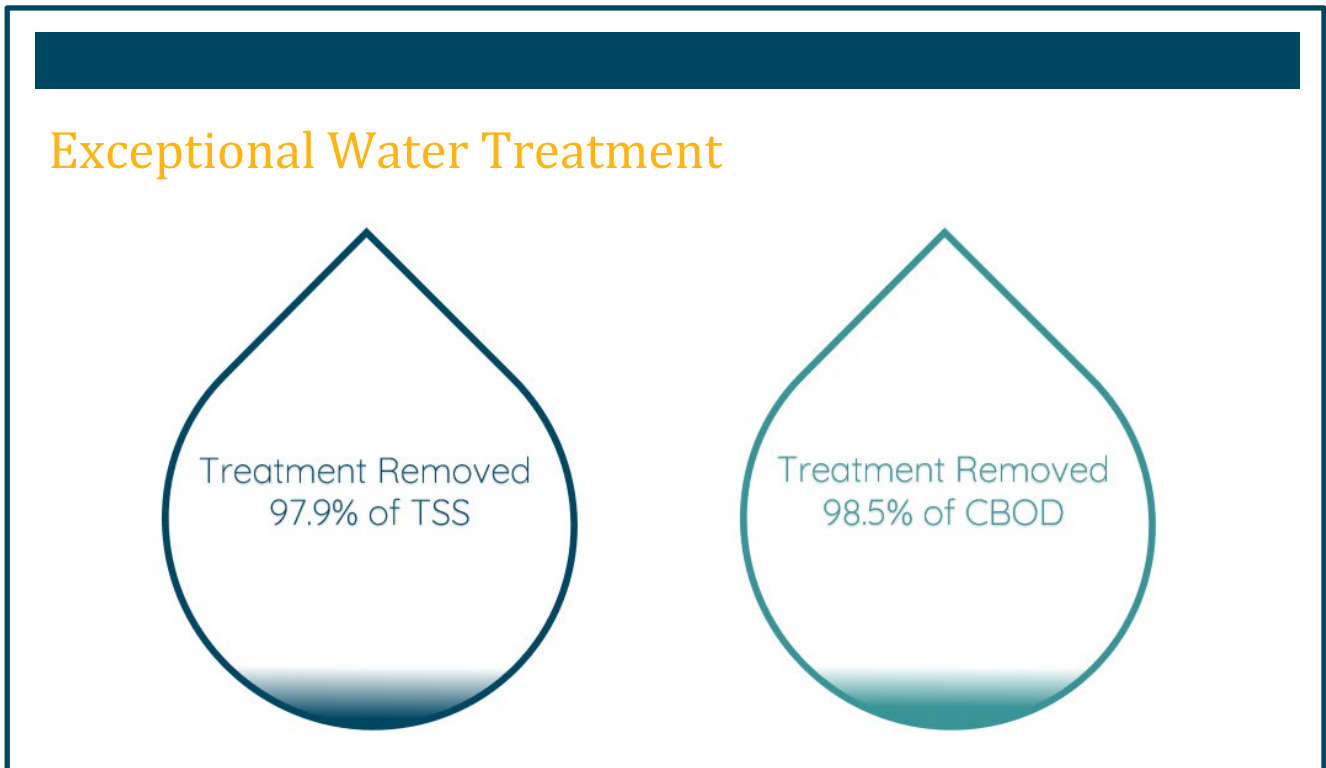 Exceptional Water Treatment
Treatment Removed
97.9% of TSS
Treatment Removed
98.5% of CBOD